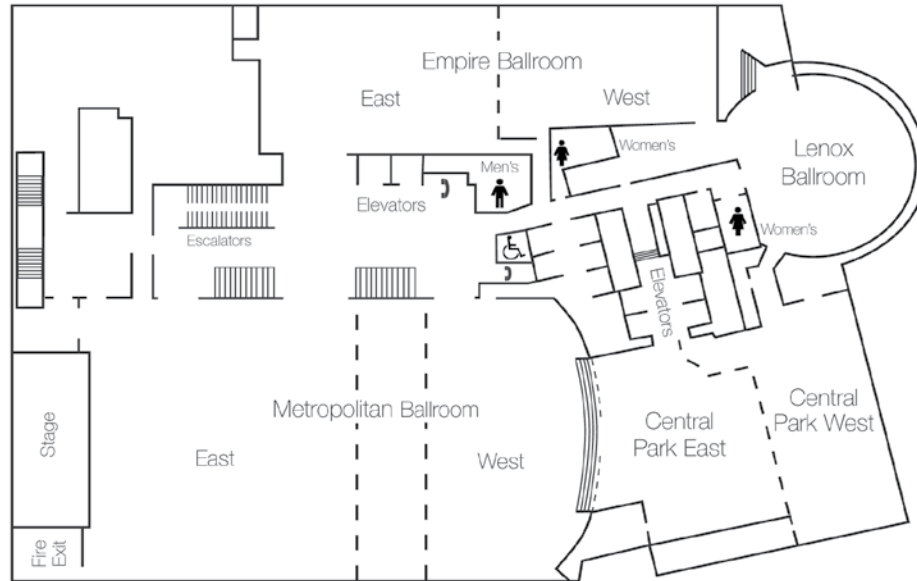 Empire Ballroom
East
West
Women's
Men's
Lenox
Ballroom
Elevators
Women's
Escalators
Elevators
Metropolitan Ballroom
Central
Park West
Central
Park East
Stage
East
West
Fire
Exit